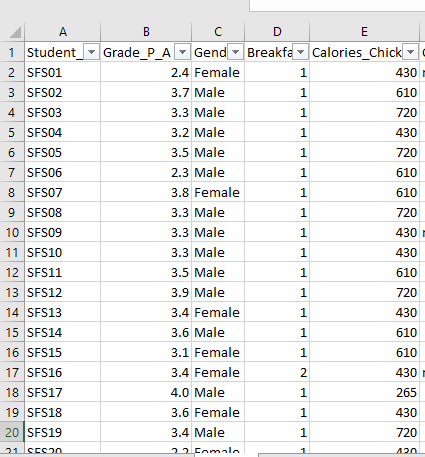 A B C D E
1 Student_ Grade_P_A Gend Breakfa Calories_Chick
2 SFS01 2.4 Female 1 430
3 SFS02 3.7 Male 1 610
4 SFS03 3.3 Male 1 720
5 SFS04 3.2 Male 1 430
6 SFS05 3.5 Male 1 720
7 SFS06 2.3 Male 1 610
8 SFS07 3.8 Female 1 610
9 SFS08 3.3 Male 1 720
10 SFS09 3.3 Male 1 430
11 SFS10 3.3 Male 1 430
12 SFS11 3.5 Male 1 610
13 SFS12 3.9 Male 1 720
14 SFS13 3.4 Female 1 430
15 SFS14 3.6 Male 1 610
16 SFS15 3.1 Female 1 610
17 SFS16 3.4 Female 2 430
18 SFS17 4.0 Male 1 265
19 SFS18 3.6 Female 1 430
20 SFS19 3.4 Male 1 720
21 SFS20 2.2 Female 1 430